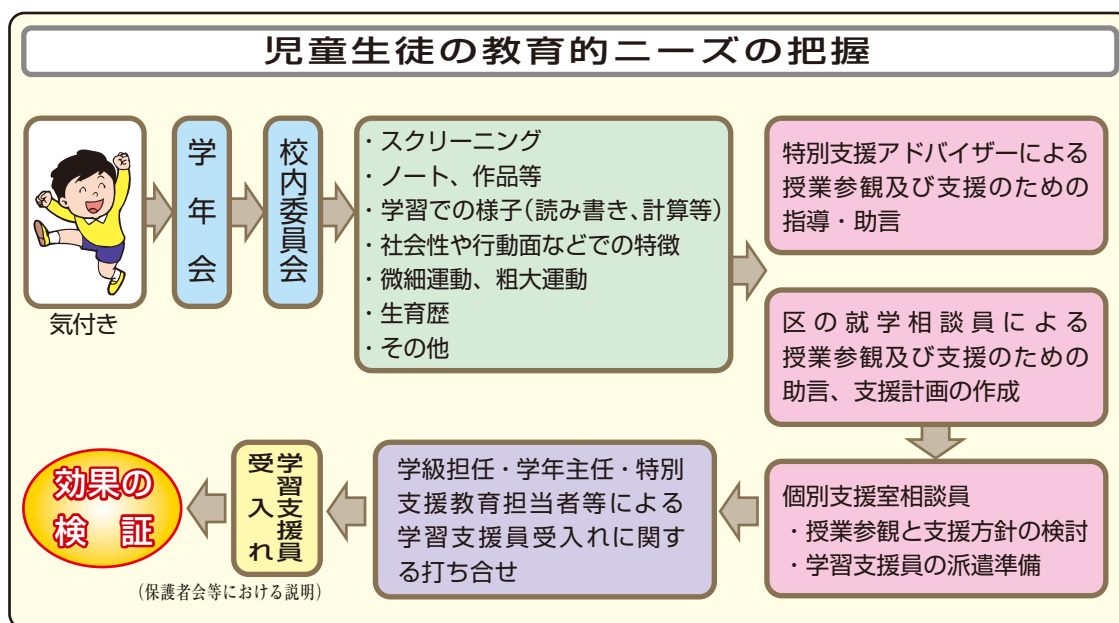 児童生徒の教育的ニーズの把握
気付き
学年会
校内委員会
・スクリーニング
・ノート、作品等
・学習での様子(読み書き、計算等)
・社会性や行動面などでの特徴
・微細運動、粗大運動
・生育歴
・その他
特別支援アドバイザーによる
授業参観及び支援のための
指導・助言
区の就学相談員による
授業参観及び支援のための
助言、支援計画の作成
個別支援室相談員
・授業参観と支援方針の検討
・学習支援員の派遣準備
学級担任・学年主任・特別
支援教育担当者等による
学習支援員受入れに関す
る打ち合せ
学習支援員
受入れ
(保護者会等における説明)
効果の
検証